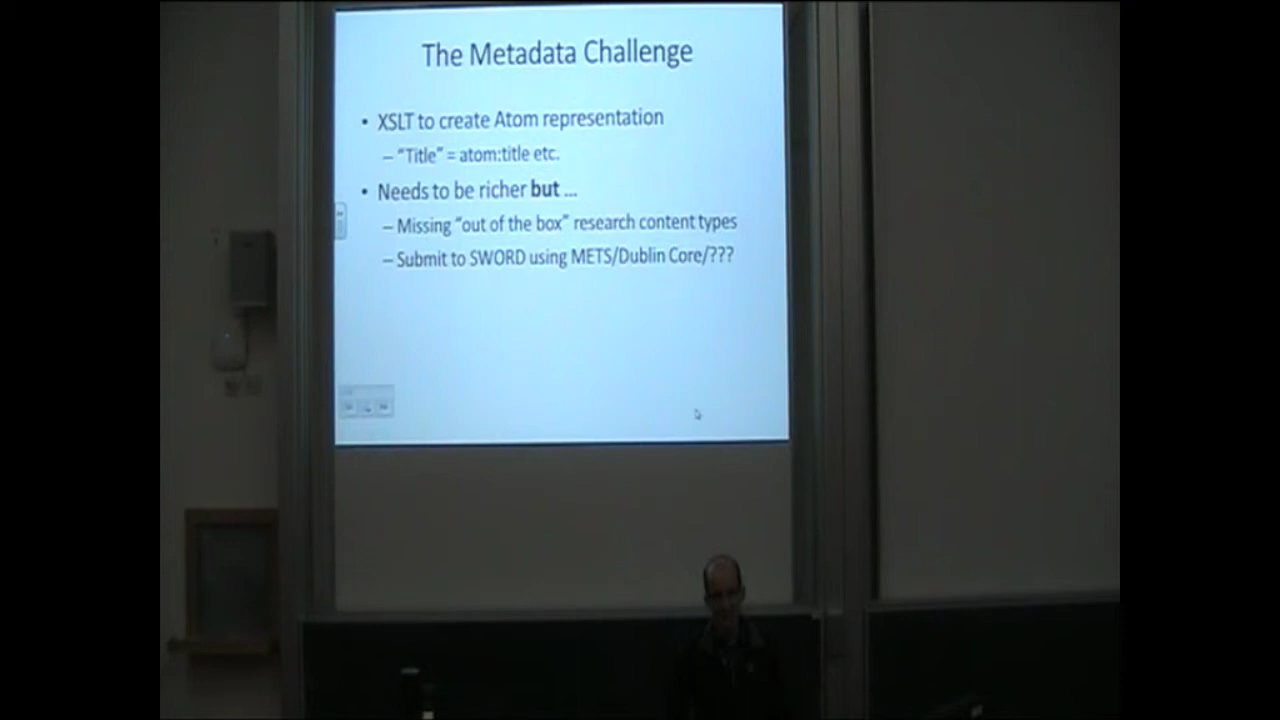 The Metadata Challenge
• XSLT to create Atom representation
– “Title” = atom:title etc.
• Needs to be richer but ...
– Missing “out of the box” research content types
– Submit to SWORD using METS/Dublin Core/???